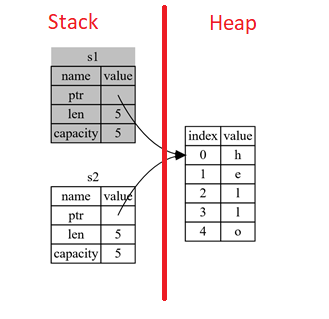 Stack
Heap
s1
name value
ptr
len 5
capacity 5
s2
name value
ptr
len 5
capacity 5
index value
0 h
1 e
2 l
3 l
4 o